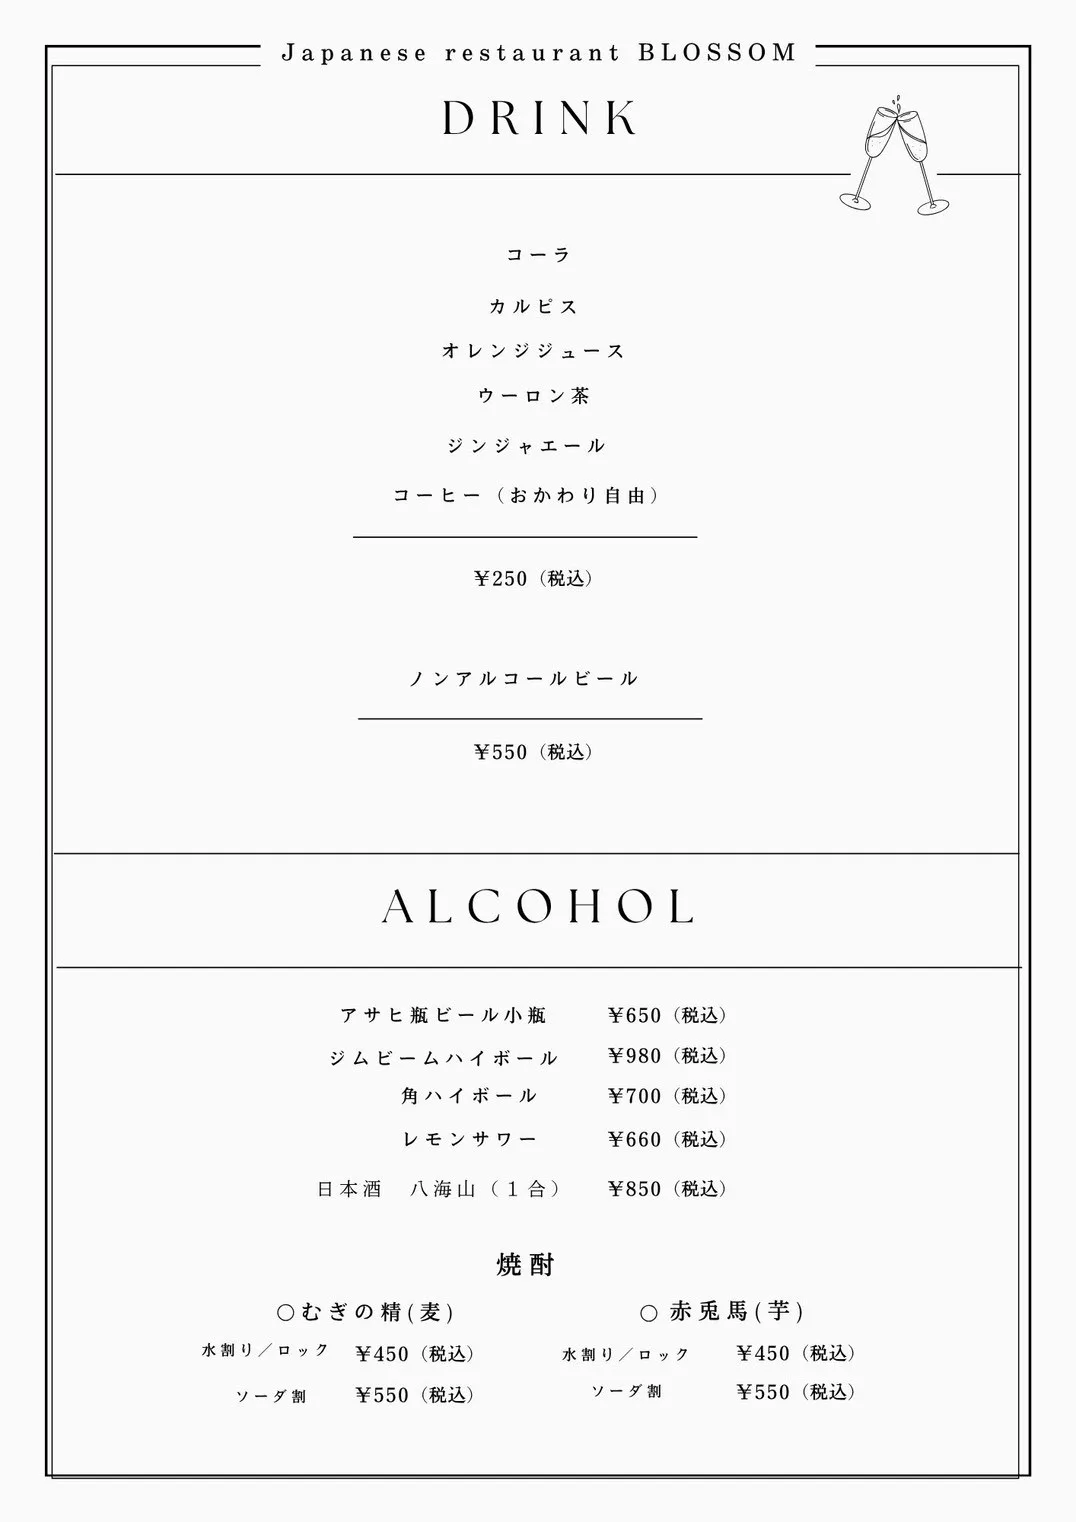 Japanese restaurant BLOSSOM
DRINK
コーラ
カルピス
オレンジジュース
ウーロン茶
ジンジャエール
コーヒー（おかわり自由）
¥250（税込）
ノンアルコールビール
¥550（税込）
ALCOHOL
アサヒ瓶ビール小瓶 ¥650（税込）
ジムビームハイボール ¥980（税込）
角ハイボール ¥700（税込）
レモンサワー ¥660（税込）
日本酒　八海山（１合） ¥850（税込）
焼酎
○むぎの精(麦)
水割り／ロック ¥450（税込）
ソーダ割 ¥550（税込）
○ 赤兎馬(芋)
水割り／ロック ¥450（税込）
ソーダ割 ¥550（税込）